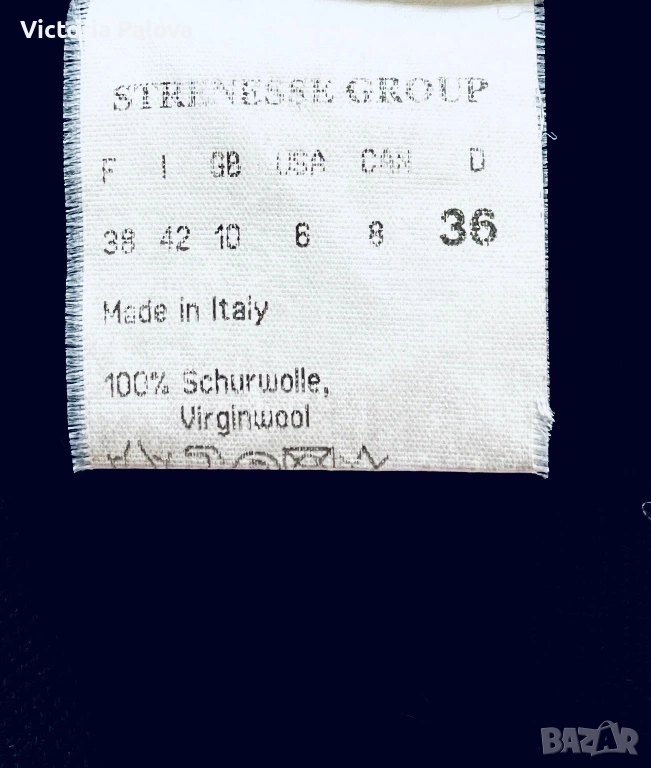 Victoria Palova
STRENESSE GROUP
F I GB USA CAN D
38 42 10 6 8 36
Made in Italy
100% Schurwolle,
Virginwool
BAZAR